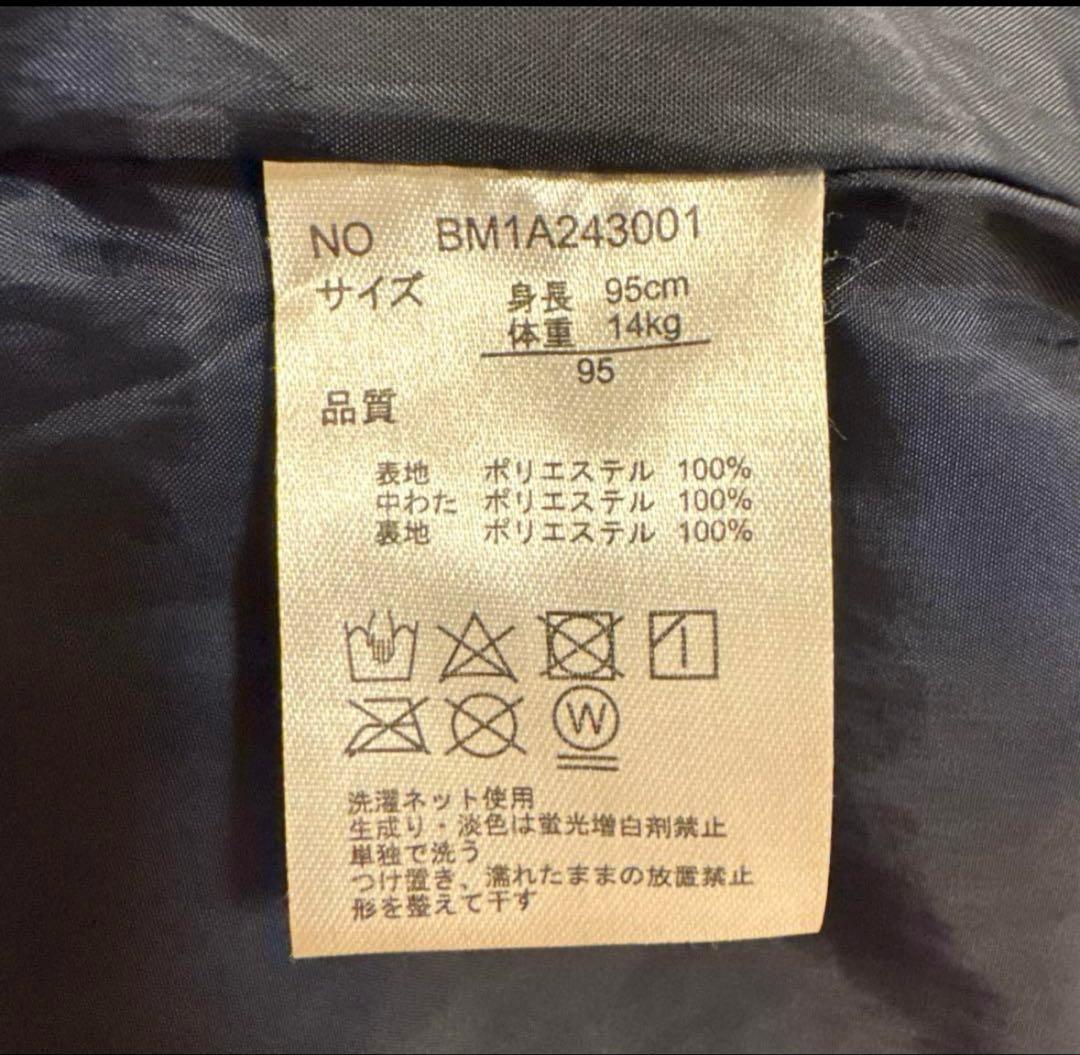 NO BM1A243001
サイズ 身長 95cm
体重 14kg
95
品質
表地 ポリエステル 100%
中わた ポリエステル 100%
裏地 ポリエステル 100%
W
洗濯ネット使用
生成り・淡色は蛍光増白剤禁止
単独で洗う
つけ置き、濡れたままの放置禁止
形を整えて干す